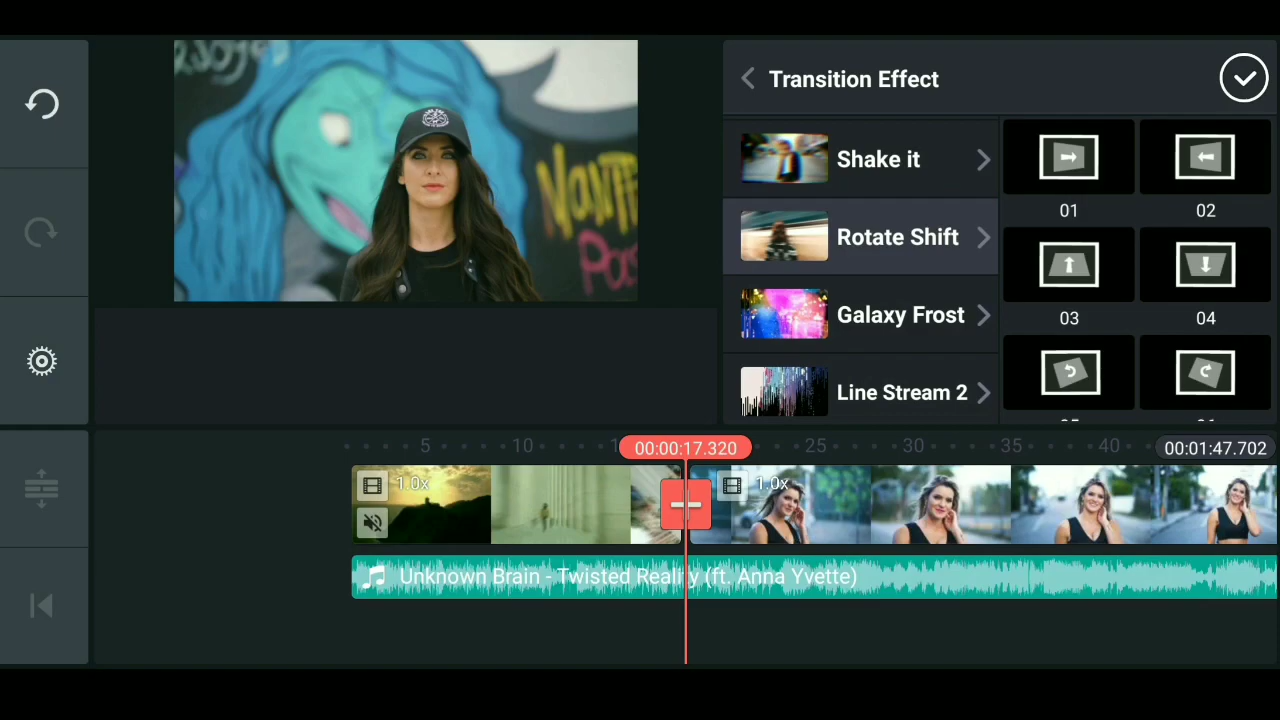 Transition Effect
Shake it
Rotate Shift
Galaxy Frost
Line Stream 2
01
02
03
04
5
10
00:00:17.320
25
30
35
40
00:01:47.702
1.0x
1.0x
Unknown Brain - Twisted Reality (ft. Anna Yvette)